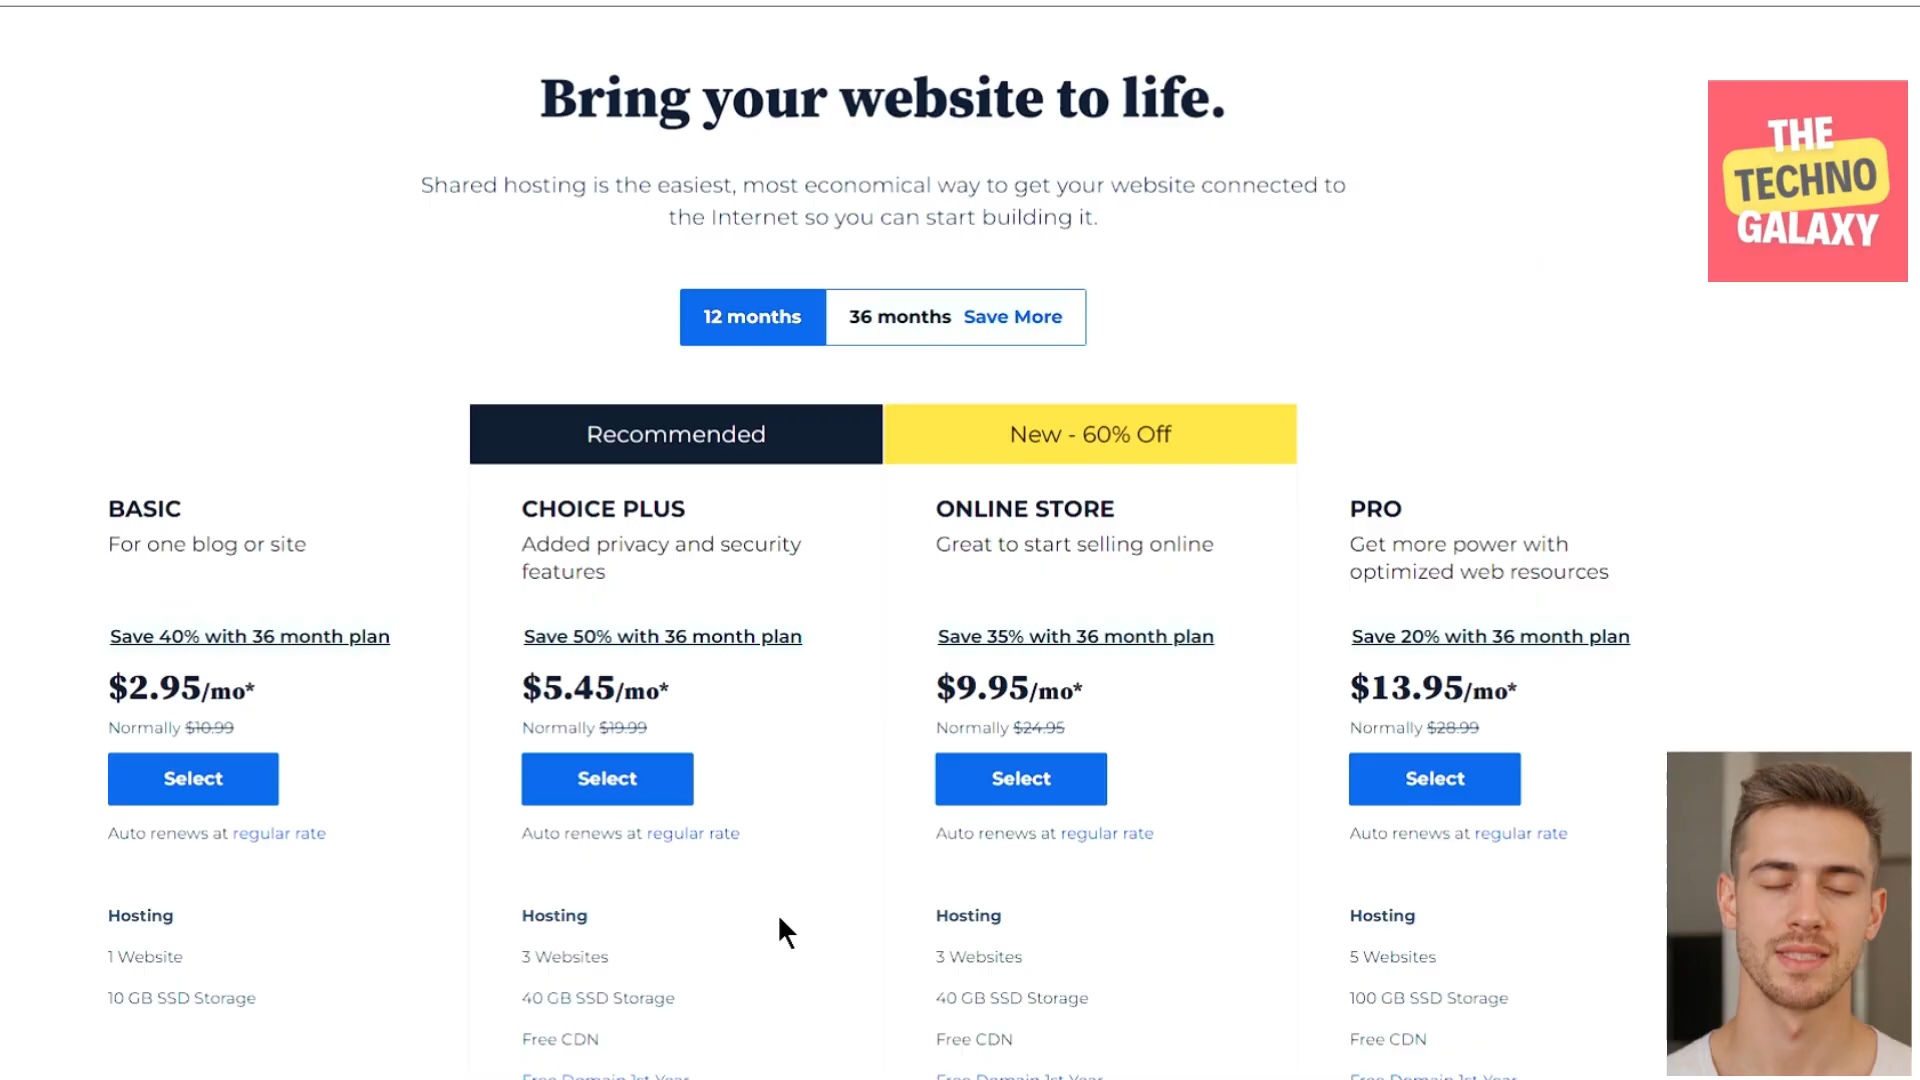 Bring your website to life.
Shared hosting is the easiest, most economical way to get your website connected to
the Internet so you can start building it.
THE
TECHNO
GALAXY
12 months
36 months Save More
Recommended
New - 60% Off
BASIC
For one blog or site
Save 40% with 36 month plan
$2.95/mo*
Normally $10.99
Select
Auto renews at regular rate
Hosting
1 Website
10 GB SSD Storage
CHOICE PLUS
Added privacy and security
features
Save 50% with 36 month plan
$5.45/mo*
Normally $19.99
Select
Auto renews at regular rate
Hosting
3 Websites
40 GB SSD Storage
Free CDN
Free Domain 1st Year
ONLINE STORE
Great to start selling online
Save 35% with 36 month plan
$9.95/mo*
Normally $24.95
Select
Auto renews at regular rate
Hosting
3 Websites
40 GB SSD Storage
Free CDN
Free Domain 1st Year
PRO
Get more power with
optimized web resources
Save 20% with 36 month plan
$13.95/mo*
Normally $28.99
Select
Auto renews at regular rate
Hosting
5 Websites
100 GB SSD Storage
Free CDN
Free Domain 1st Year